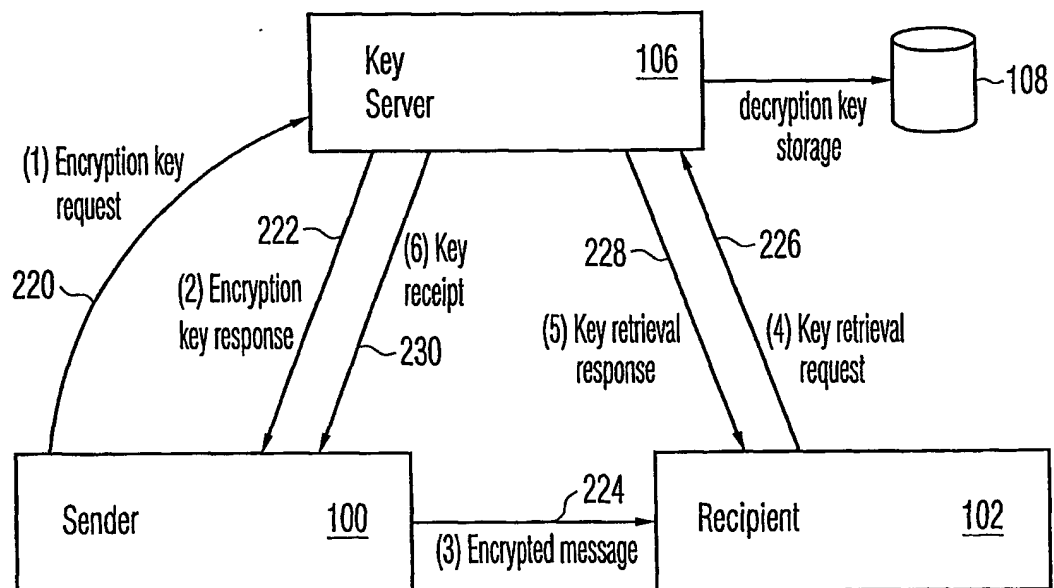 Key
Server
106
108
decryption key
storage
(1) Encryption key
request
220
222
(2) Encryption
key response
(6) Key
receipt
230
228
226
(5) Key retrieval
response
(4) Key retrieval
request
Sender
100
224
(3) Encrypted message
Recipient
102